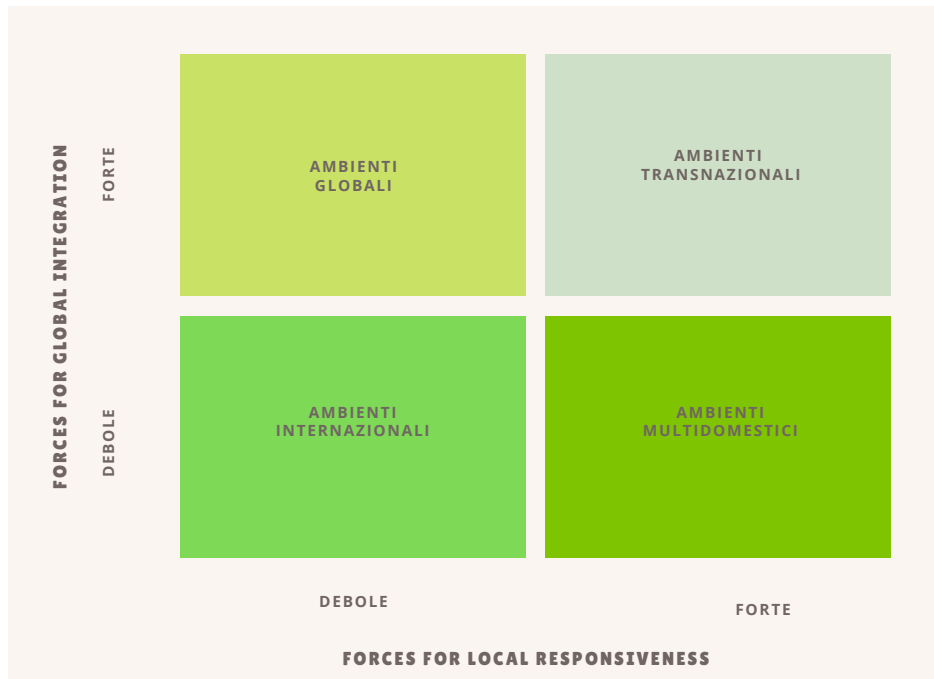 FORCES FOR GLOBAL INTEGRATION
FORTE
DEBOLE
AMBIENTI
GLOBALI
AMBIENTI
TRANSNAZIONALI
AMBIENTI
INTERNAZIONALI
AMBIENTI
MULTIDOMESTICI
DEBOLE
FORTE
FORCES FOR LOCAL RESPONSIVENESS